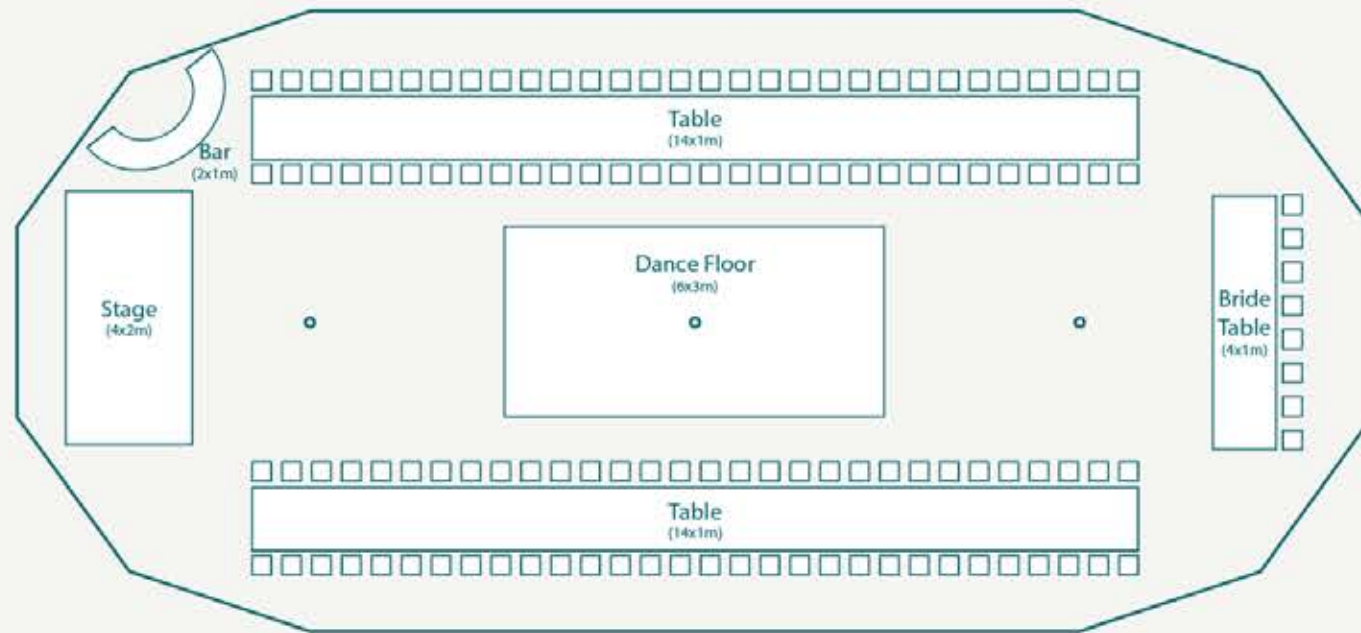 Table
(14x1m)
Bar
(2x1m)
Stage
(4x2m)
Dance Floor
(6x3m)
Bride
Table
(4x1m)
Table
(14x1m)